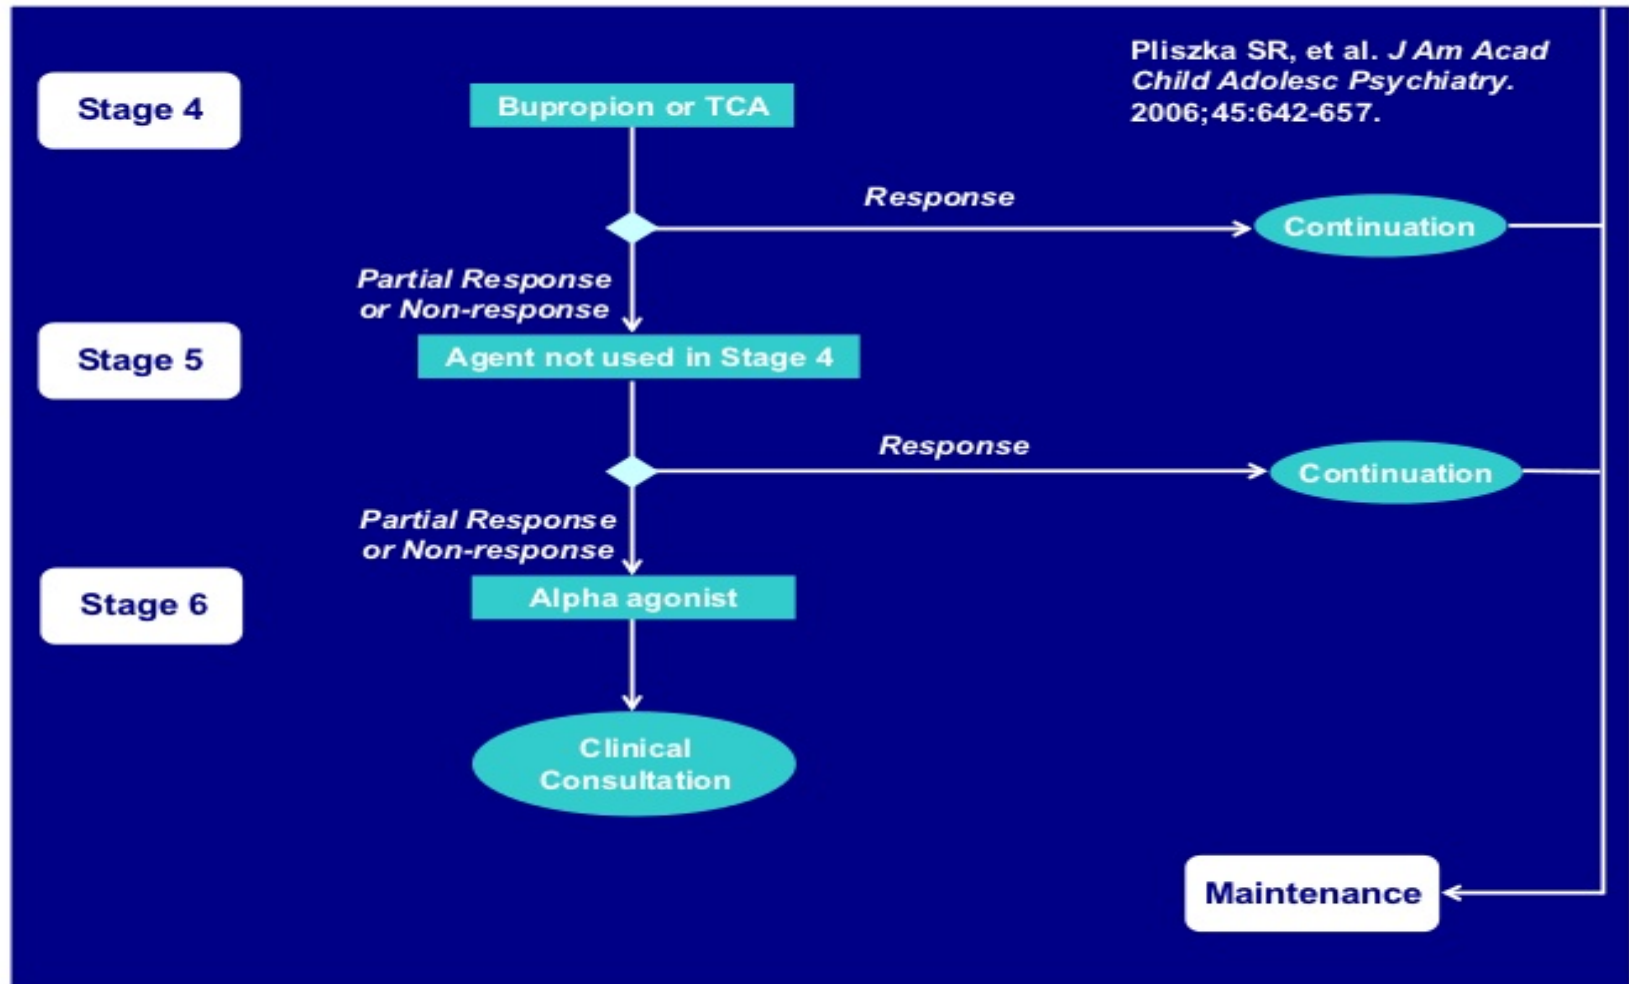 Pliszka SR, et al. J Am Acad
Child Adolesc Psychiatry.
2006;45:642-657.
Stage 4
Bupropion or TCA
Response
Continuation
Partial Response
or Non-response
Stage 5
Agent not used in Stage 4
Response
Continuation
Partial Response
or Non-response
Stage 6
Alpha agonist
Clinical
Consultation
Maintenance